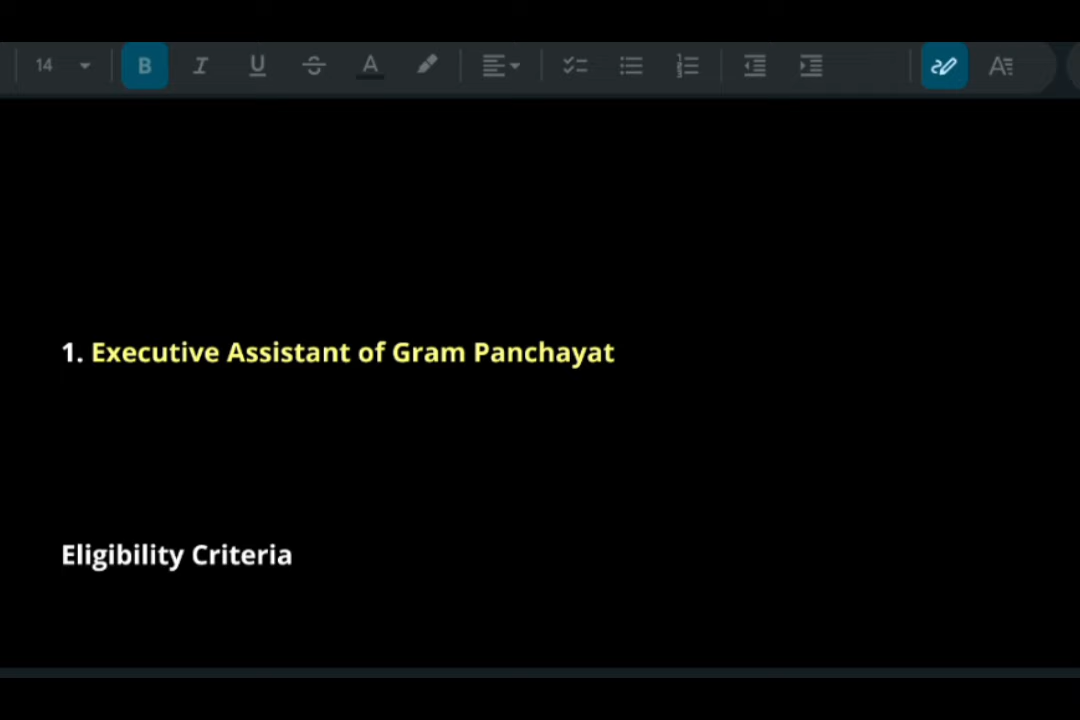 14
B I U S A
1. Executive Assistant of Gram Panchayat
Eligibility Criteria